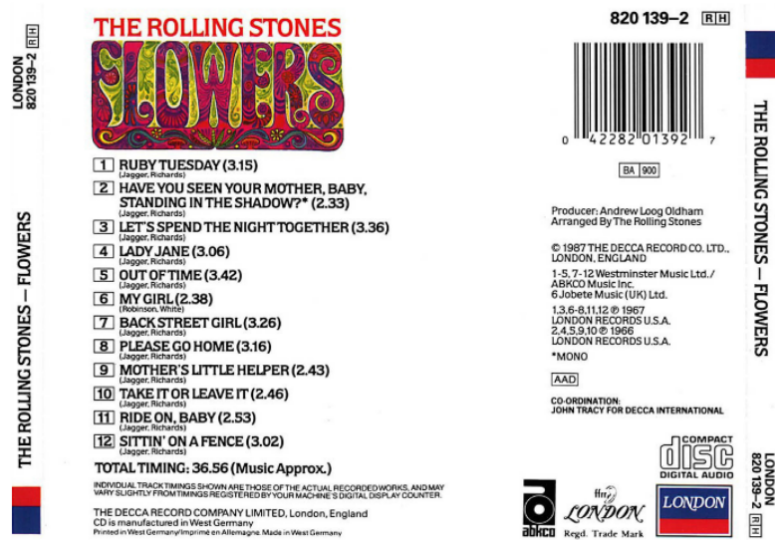 LONDON
820 139–2 RH
THE ROLLING STONES – FLOWERS
THE ROLLING STONES
FLOWERS
1 RUBY TUESDAY (3.15)
(Jagger, Richards)
2 HAVE YOU SEEN YOUR MOTHER, BABY,
STANDING IN THE SHADOW?* (2.33)
(Jagger, Richards)
3 LET'S SPEND THE NIGHT TOGETHER (3.36)
(Jagger, Richards)
4 LADY JANE (3.06)
(Jagger, Richards)
5 OUT OF TIME (3.42)
(Jagger, Richards)
6 MY GIRL (2.38)
(Robinson, White)
7 BACK STREET GIRL (3.26)
(Jagger, Richards)
8 PLEASE GO HOME (3.16)
(Jagger, Richards)
9 MOTHER'S LITTLE HELPER (2.43)
(Jagger, Richards)
10 TAKE IT OR LEAVE IT (2.46)
(Jagger, Richards)
11 RIDE ON, BABY (2.53)
(Jagger, Richards)
12 SITTIN' ON A FENCE (3.02)
(Jagger, Richards)
TOTAL TIMING: 36.56 (Music Approx.)
INDIVIDUAL TRACK TIMINGS SHOWN ARE THOSE OF THE ACTUAL RECORDED WORKS, AND MAY
VARY SLIGHTLY FROM TIMINGS REGISTERED BY YOUR MACHINE'S DIGITAL DISPLAY COUNTER.
THE DECCA RECORD COMPANY LIMITED, London, England
CD is manufactured in West Germany
Printed in West Germany/Imprimé en Allemagne. Made in West Germany
820 139–2 RH
0 42282 01392 7
BA 900
Producer: Andrew Loog Oldham
Arranged By The Rolling Stones
© 1987 THE DECCA RECORD CO. LTD.,
LONDON, ENGLAND
1-5, 7-12 Westminster Music Ltd./
ABKCO Music Inc.
6 Jobete Music (UK) Ltd.
1,3,6-8,11,12 ℗ 1967
LONDON RECORDS U.S.A.
2,4,5,9,10 ℗ 1966
LONDON RECORDS U.S.A.
*MONO
AAD
CO-ORDINATION:
JOHN TRACY FOR DECCA INTERNATIONAL
COMPACT
disc
DIGITAL AUDIO
abkco
ffrr
LONDON
Regd. Trade Mark
LONDON
THE ROLLING STONES – FLOWERS
LONDON
820 139–2 RH